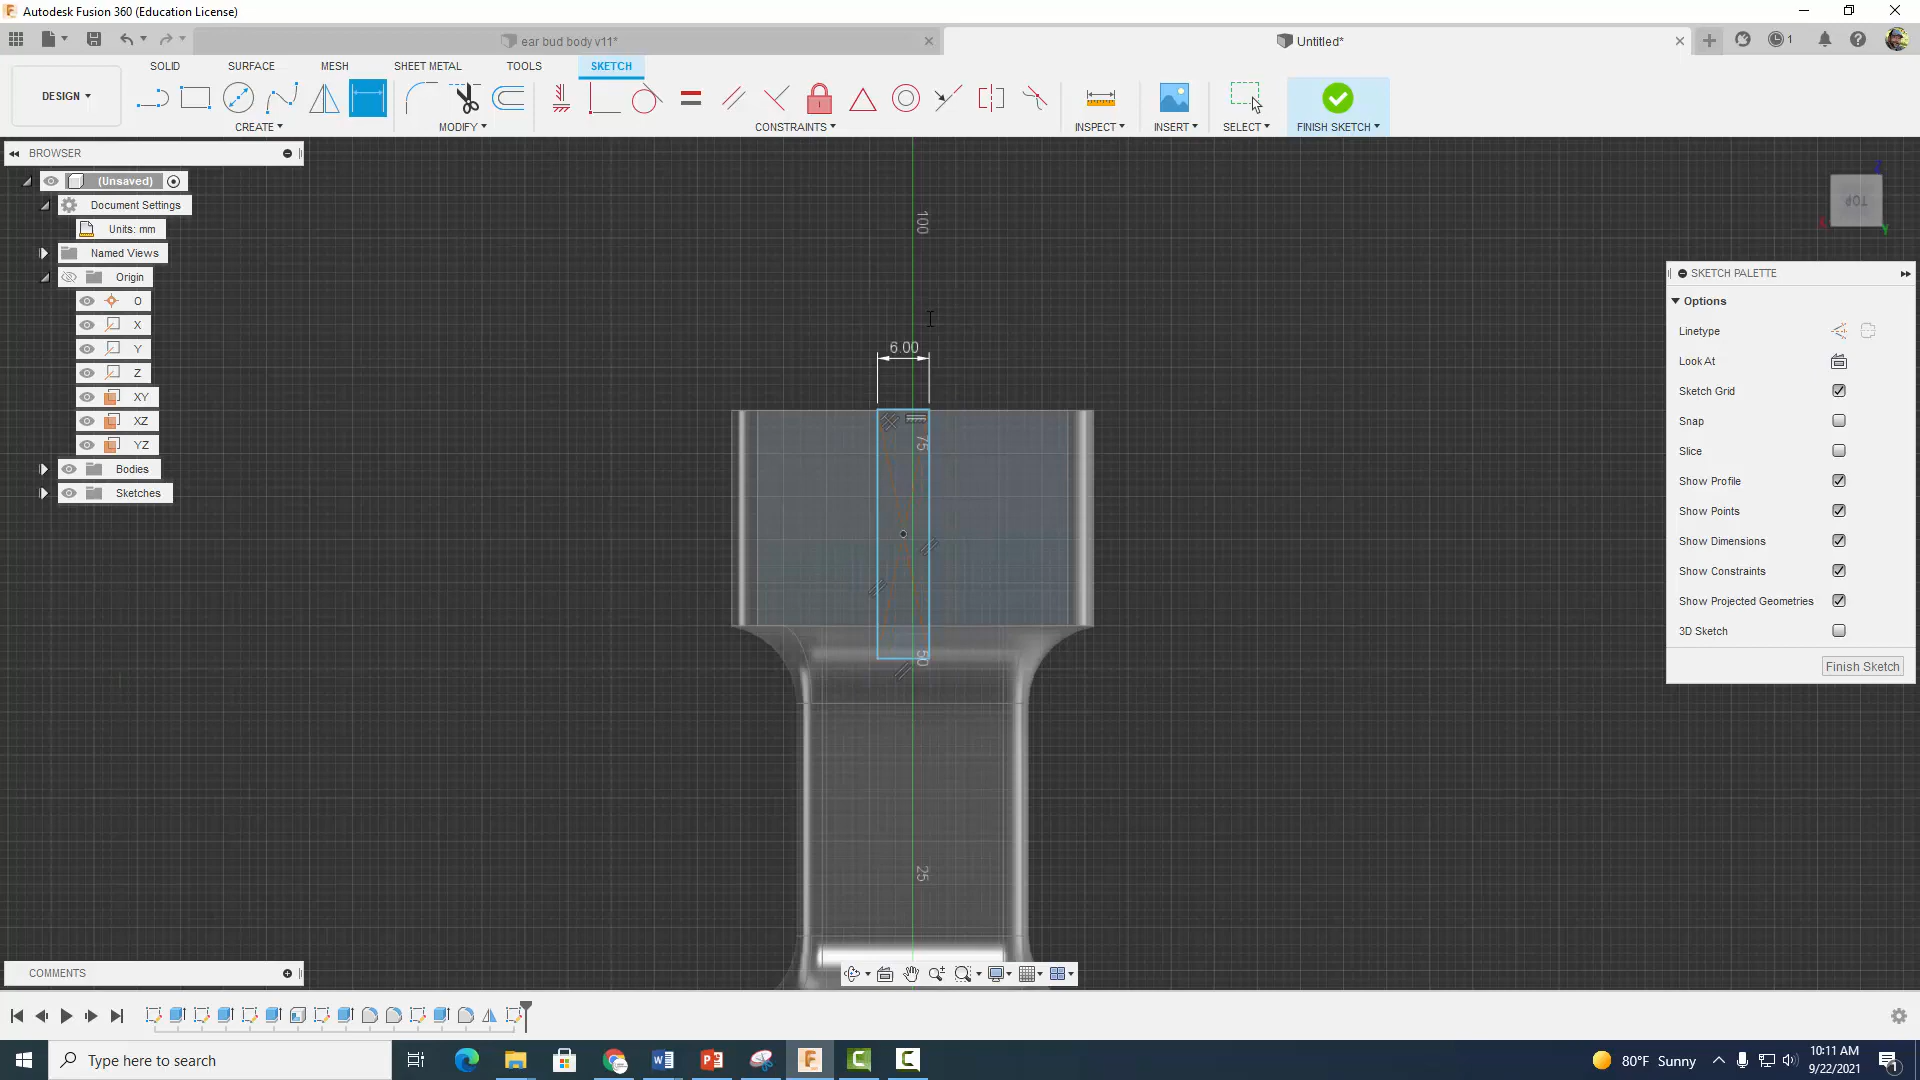 Autodesk Fusion 360 (Education License)
ear bud body v11*
Untitled*
1
DESIGN
SOLID
SURFACE
MESH
SHEET METAL
TOOLS
SKETCH
CREATE
MODIFY
CONSTRAINTS
INSPECT
INSERT
SELECT
FINISH SKETCH
BROWSER
(Unsaved)
Document Settings
Units: mm
Named Views
Origin
O
X
Y
Z
XY
XZ
YZ
Bodies
Sketches
100
6.00
75
50
25
TOP
Z
X
Y
SKETCH PALETTE
Options
Linetype
Look At
Sketch Grid
Snap
Slice
Show Profile
Show Points
Show Dimensions
Show Constraints
Show Projected Geometries
3D Sketch
Finish Sketch
COMMENTS
Type here to search
80°F Sunny
10:11 AM
9/22/2021
1